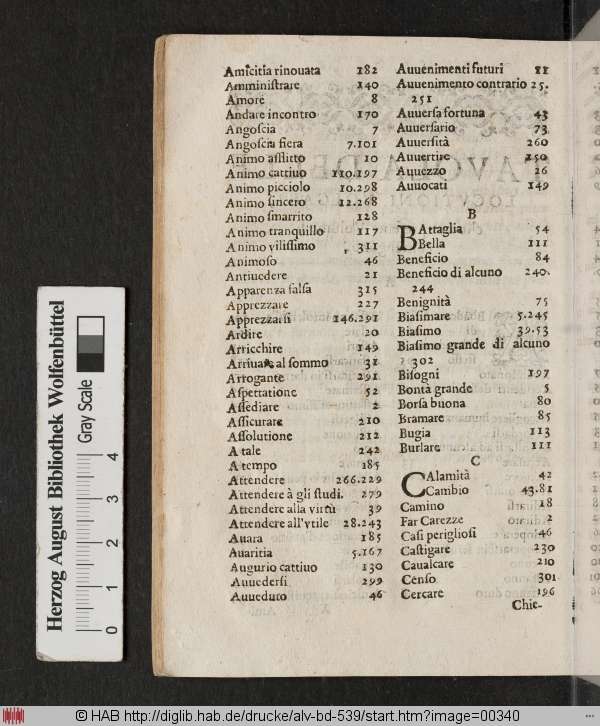 Amicitia rinouata 182
Amministrare 140
Amore 8
Andare incontro 170
Angoscia 7
Angoscia fiera 7.101
Animo afflitto 10
Animo cattiuo 110.197
Animo picciolo 10.298
Animo sincero 12.268
Animo smarrito 128
Animo tranquillo 117
Animo vilissimo 311
Animoso 46
Antiuedere 21
Apparenza falsa 315
Apprezzare 227
Apprezzarsi 146.291
Ardire 20
Arricchire 149
Arriuare al sommo 31
Arrogante 291
Aspettatione 52
Assediare 2
Assicurare 210
Assolutione 212
A tale 242
A tempo 185
Attendere 266.229
Attendere à gli studi. 279
Attendere alla virtù 39
Attendere all'vtile 28.243
Auara 185
Auaritia 5.167
Augurio cattiuo 130
Auuedersi 299
Auueduto 46
Auuenimenti futuri 11
Auuenimento contrario 25.
251
Auuersa fortuna 43
Auuersario 73
Auuersità 260
Auuertire 250
Auuezzo 26
Auuocati 149
B
BAttaglia 54
Bella 111
Beneficio 84
Beneficio di alcuno 240.
244
Benignità 75
Biasimare 5.245
Biasimo 39.53
Biasimo grande di alcuno
302
Bisogni 197
Bontà grande 5
Borsa buona 80
Bramare 85
Bugia 113
Burlare 111
C
CAlamità 42
Cambio 43.81
Camino 18
Far Carezze 2
Casi perigliosi 46
Castigare 230
Caualcare 210
Censo 301
Cercare 196
Chie-
Herzog August Bibliothek Wolfenbüttel
Gray Scale
0 1 2 3 4
© HAB http://diglib.hab.de/drucke/alv-bd-539/start.htm?image=00340